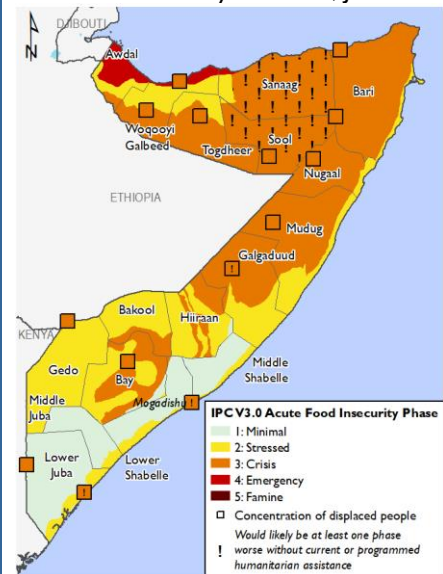 DJIBOUTI
N
Awdal
Sanaag
Bari
Woqooyi
Galbeed
Togdheer
Sool
Nugaal
ETHIOPIA
Mudug
Galgaduud
Bakool
Hiiraan
KENYA
Gedo
Bay
Middle
Shabelle
Middle
Juba
Mogadishu
Lower
Juba
Lower
Shabelle
IPC V3.0 Acute Food Insecurity Phase
1: Minimal
2: Stressed
3: Crisis
4: Emergency
5: Famine
Concentration of displaced people
Would likely be at least one phase
! worse without current or programmed
humanitarian assistance